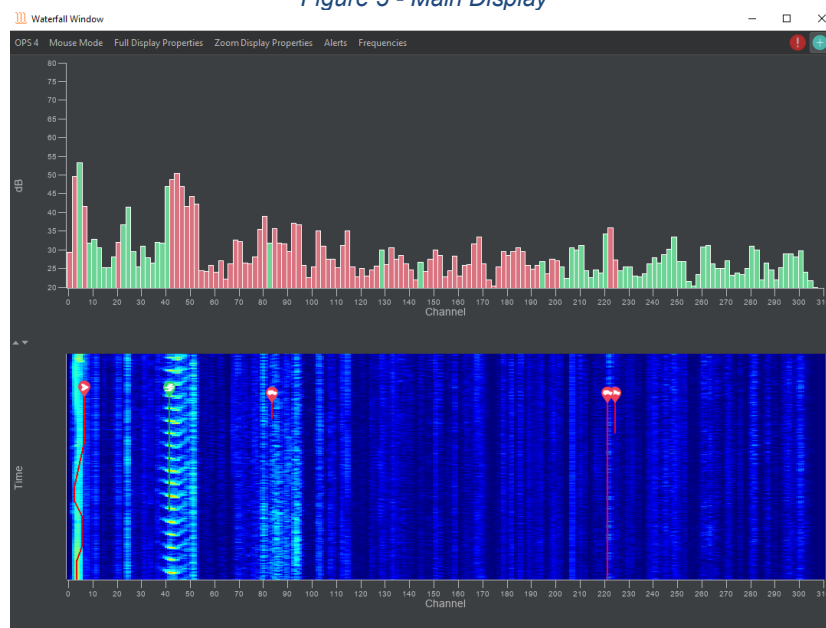 Figure 5 - Main Display
Waterfall Window
OPS 4 Mouse Mode Full Display Properties Zoom Display Properties Alerts Frequencies
80
75
70
65
60
55
50
45
40
35
30
25
20
dB
0 10 20 30 40 50 60 70 80 90 100 110 120 130 140 150 160 170 180 190 200 210 220 230 240 250 260 270 280 290 300 310
Channel
Time
0 10 20 30 40 50 60 70 80 90 100 110 120 130 140 150 160 170 180 190 200 210 220 230 240 250 260 270 280 290 300 310
Channel